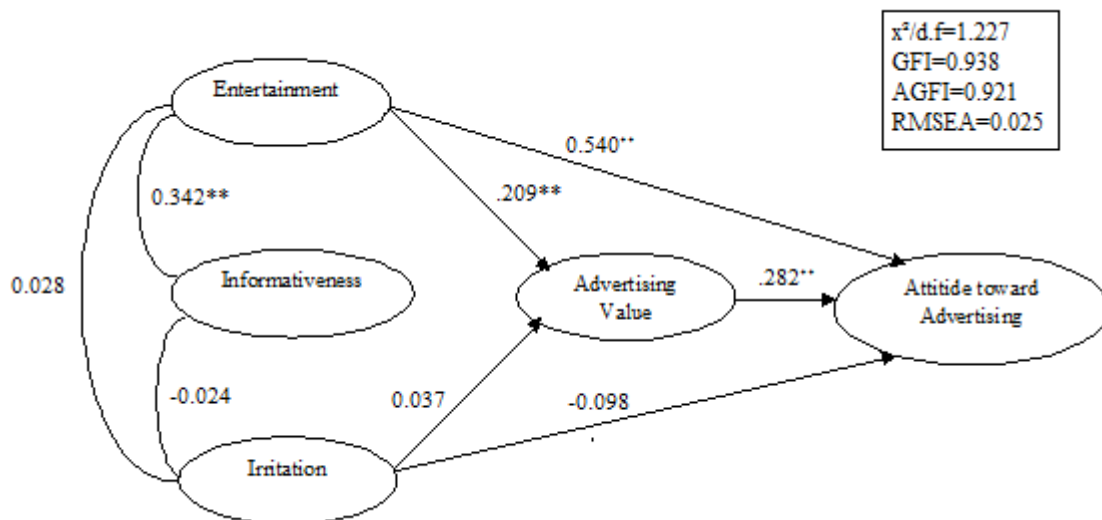 x²/d.f=1.227
GFI=0.938
AGFI=0.921
RMSEA=0.025
Entertainment
0.540**
0.342**
.209**
0.028
Informativeness
Advertising
Value
.282**
Attitide toward
Advertising
-0.024
0.037
-0.098
Irritation